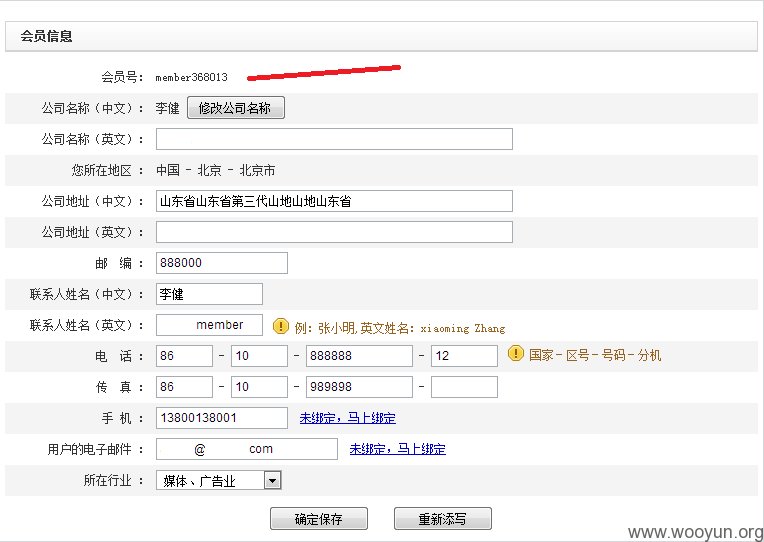 会员信息
会员号： member368013
公司名称（中文）： 李健 修改公司名称
公司名称（英文）：
您所在地区 ： 中国 - 北京 - 北京市
公司地址（中文）： 山东省山东省第三代山地山地山东省
公司地址（英文）：
邮 编 ： 888000
联系人姓名（中文）： 李健
联系人姓名（英文）： member 例：张小明,英文姓名：xiaoming Zhang
电 话 ： 86 - 10 - 888888 - 12 国家－区号－号码－分机
传 真 ： 86 - 10 - 989898 -
手 机 ： 13800138001 未绑定，马上绑定
用户的电子邮件 ： @ com 未绑定，马上绑定
所在行业 ： 媒体、广告业
确定保存 重新添写
www.wooyun.org